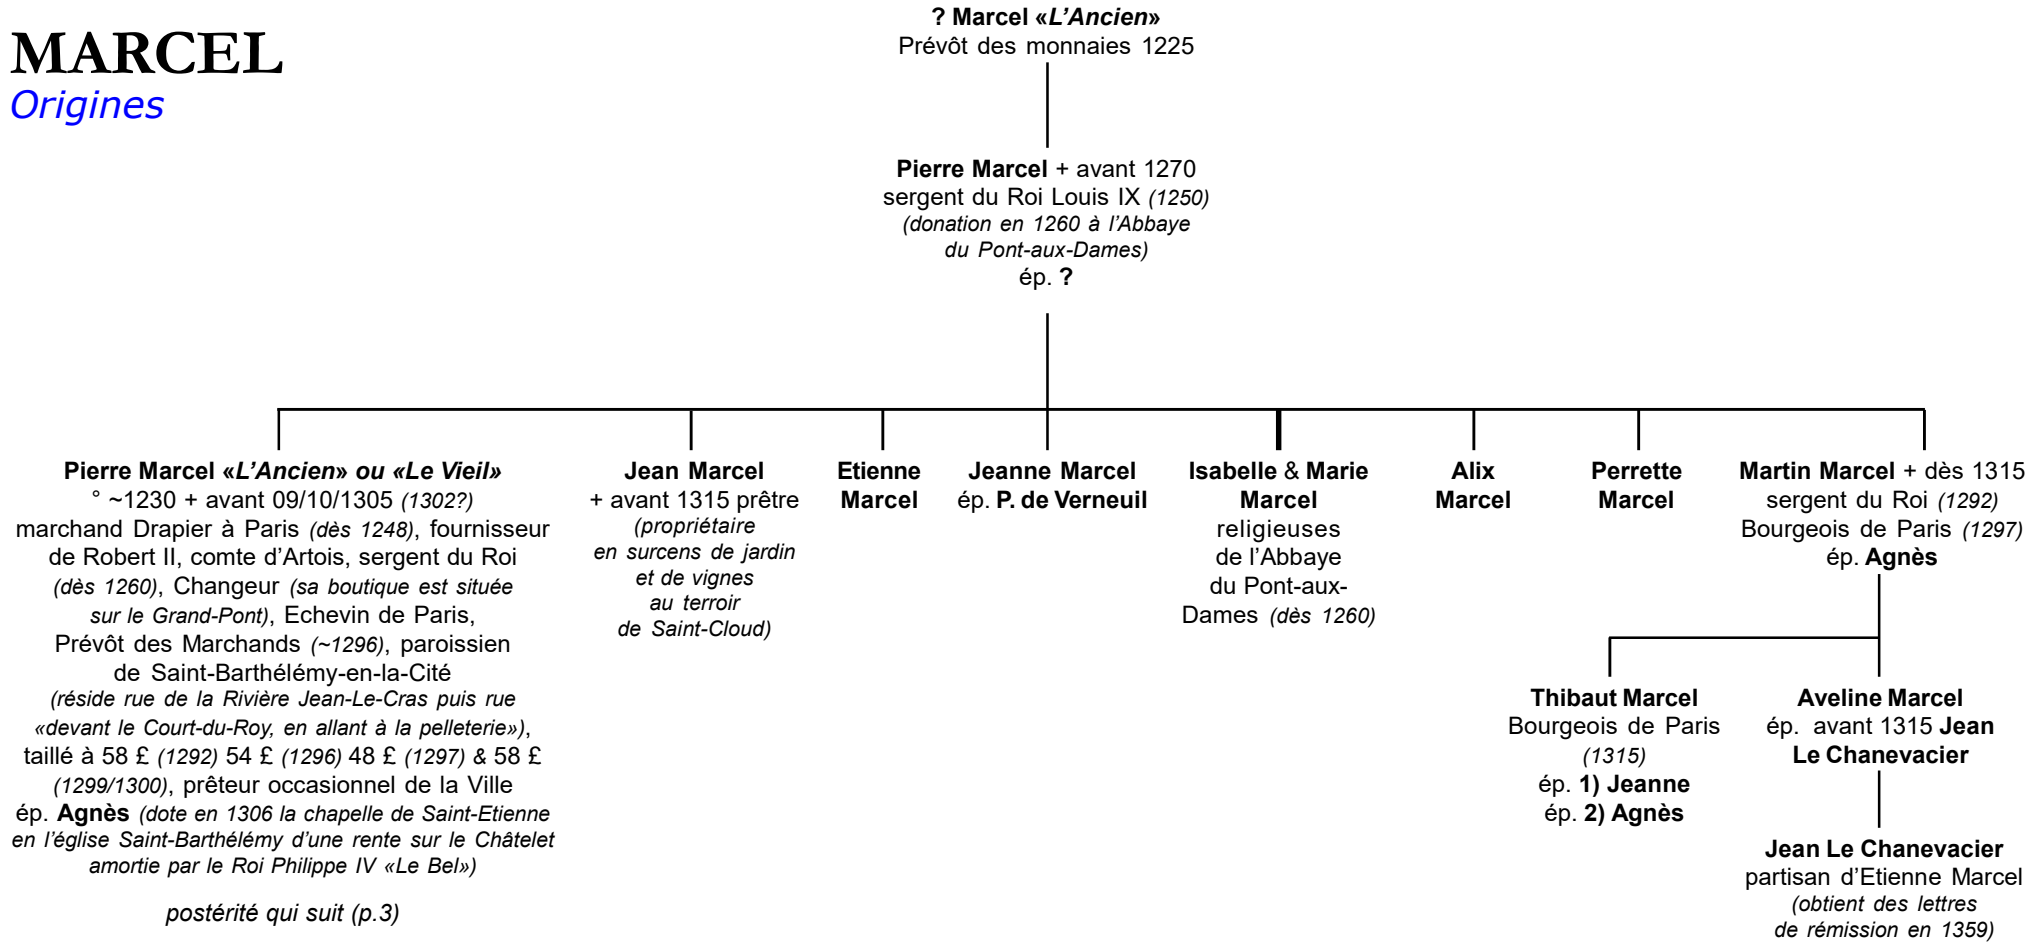 MARCEL
Origines
? Marcel «L’Ancien»
Prévôt des monnaies 1225
Pierre Marcel + avant 1270
sergent du Roi Louis IX (1250)
(donation en 1260 à l’Abbaye
du Pont-aux-Dames)
ép. ?
Pierre Marcel «L’Ancien» ou «Le Vieil»
° ~1230 + avant 09/10/1305 (1302?)
marchand Drapier à Paris (dès 1248), fournisseur
de Robert II, comte d’Artois, sergent du Roi
(dès 1260), Changeur (sa boutique est située
sur le Grand-Pont), Echevin de Paris,
Prévôt des Marchands (~1296), paroissien
de Saint-Barthélémy-en-la-Cité
(réside rue de la Rivière Jean-Le-Cras puis rue
«devant le Court-du-Roy, en allant à la pelleterie»),
taillé à 58 £ (1292) 54 £ (1296) 48 £ (1297) & 58 £
(1299/1300), prêteur occasionnel de la Ville
ép. Agnès (dote en 1306 la chapelle de Saint-Etienne
en l’église Saint-Barthélémy d’une rente sur le Châtelet
amortie par le Roi Philippe IV «Le Bel»)
postérité qui suit (p.3)
Jean Marcel
+ avant 1315 prêtre
(propriétaire
en surcens de jardin
et de vignes
au terroir
de Saint-Cloud)
Etienne
Marcel
Jeanne Marcel
ép. P. de Verneuil
Isabelle & Marie
Marcel
religieuses
de l’Abbaye
du Pont-aux-
Dames (dès 1260)
Alix
Marcel
Perrette
Marcel
Martin Marcel + dès 1315
sergent du Roi (1292)
Bourgeois de Paris (1297)
ép. Agnès
Thibaut Marcel
Bourgeois de Paris
(1315)
ép. 1) Jeanne
ép. 2) Agnès
Aveline Marcel
ép. avant 1315 Jean
Le Chanevacier
Jean Le Chanevacier
partisan d’Etienne Marcel
(obtient des lettres
de rémission en 1359)